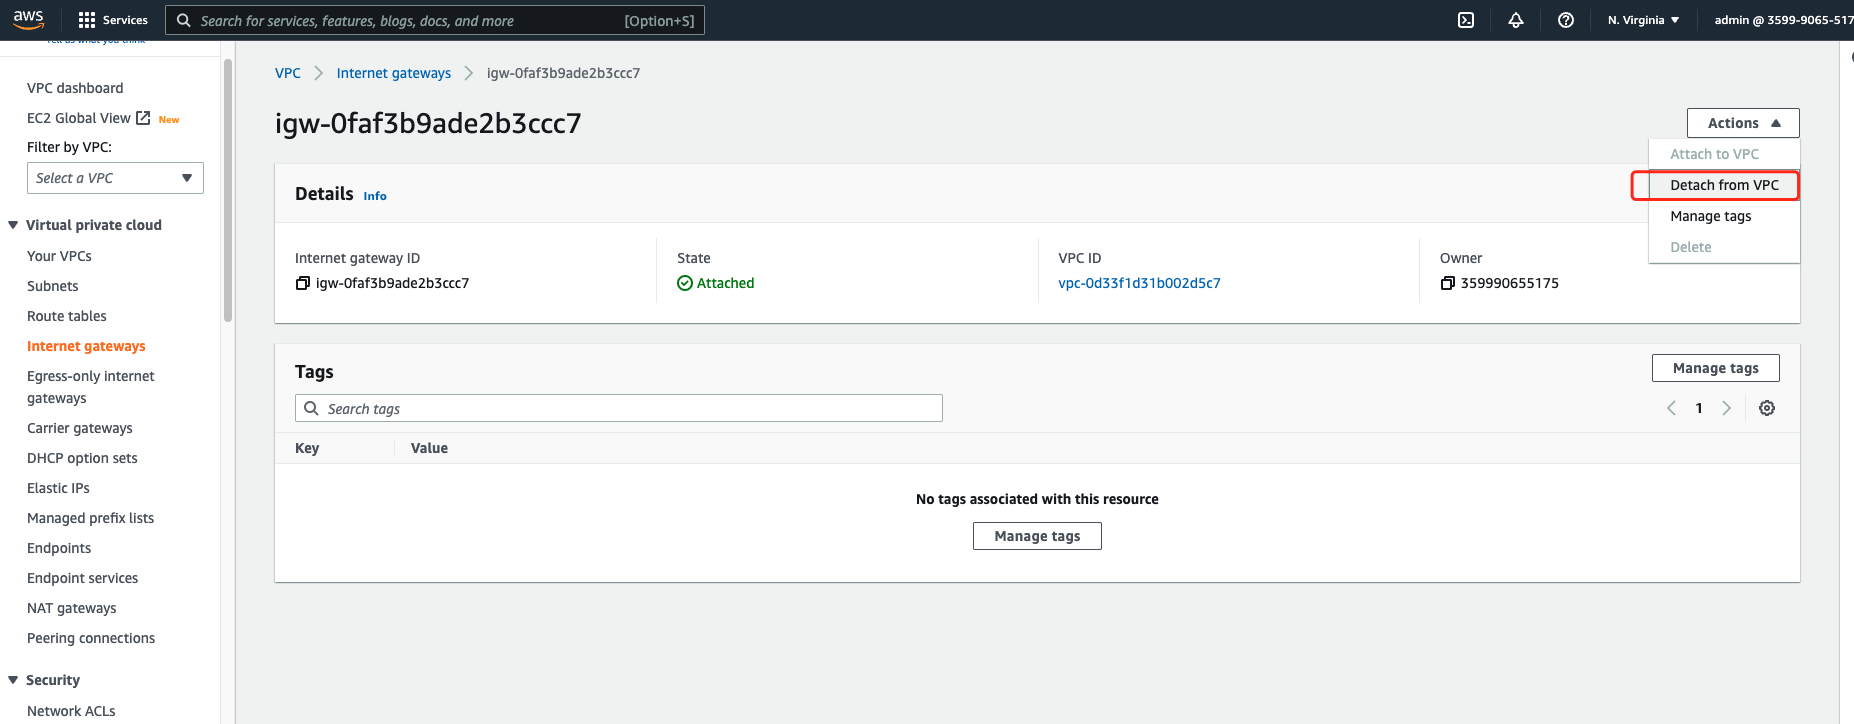 aws
Services
Search for services, features, blogs, docs, and more
[Option+S]
N. Virginia
admin @ 3599-9065-517
Tell us what you think
VPC dashboard
EC2 Global View New
Filter by VPC:
Select a VPC
Virtual private cloud
Your VPCs
Subnets
Route tables
Internet gateways
Egress-only internet
gateways
Carrier gateways
DHCP option sets
Elastic IPs
Managed prefix lists
Endpoints
Endpoint services
NAT gateways
Peering connections
Security
Network ACLs
VPC
Internet gateways
igw-0faf3b9ade2b3ccc7
igw-0faf3b9ade2b3ccc7
Actions
Attach to VPC
Detach from VPC
Manage tags
Delete
Details Info
Internet gateway ID
igw-0faf3b9ade2b3ccc7
State
Attached
VPC ID
vpc-0d33f1d31b002d5c7
Owner
359990655175
Tags
Manage tags
Search tags
1
Key
Value
No tags associated with this resource
Manage tags